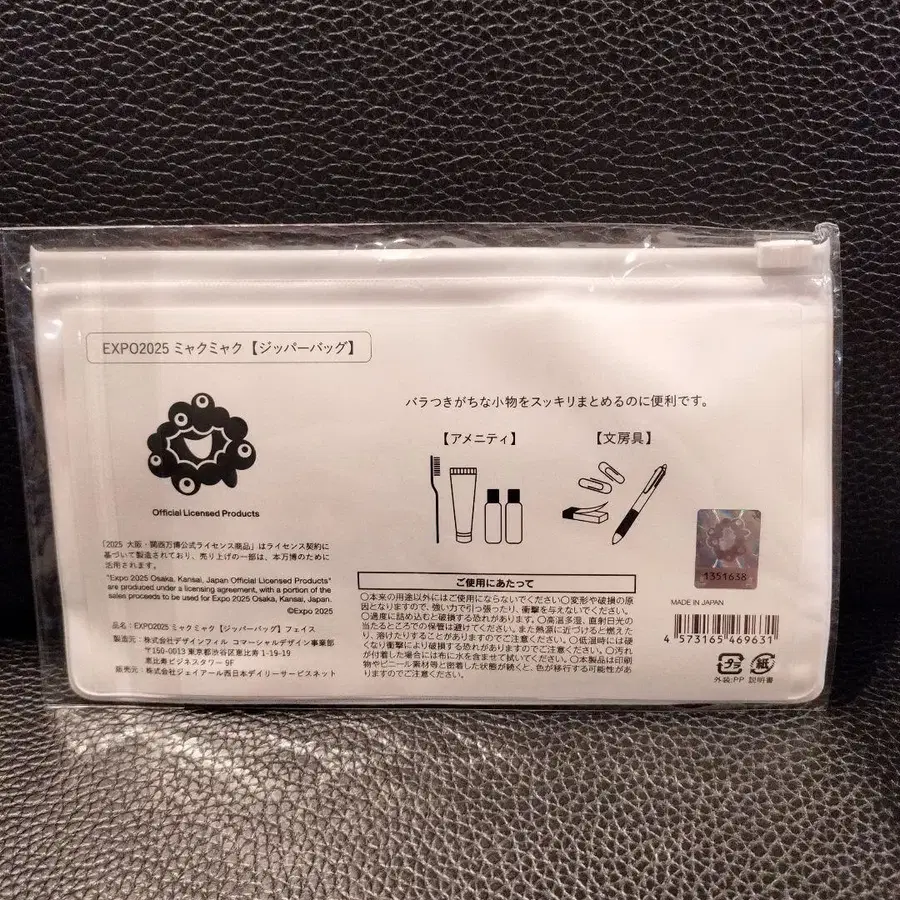 EXPO2025 ミャクミャク【ジッパーバッグ】
Official Licensed Products
「2025 大阪・関西万博公式ライセンス商品」はライセンス契約に
基づいて製造されており、売り上げの一部は、本万博のために
活用されます。
"Expo 2025 Osaka, Kansai, Japan Official Licensed Products"
are produced under a licensing agreement, with a portion of the
sales proceeds to be used for Expo 2025 Osaka, Kansai, Japan.
©Expo 2025
品名：EXPO2025 ミャクミャク【ジッパーバッグ】フェイス
製造元：株式会社デザインフィル コマーシャルデザイン事業部
〒150-0013 東京都渋谷区恵比寿 1-19-19
恵比寿ビジネスタワー 9F
販売元：株式会社ジェイアール西日本デイリーサービスネット
バラつきがちな小物をスッキリまとめるのに便利です。
【アメニティ】 【文房具】
ご使用にあたって
○本来の用途以外にはご使用にならないでください○変形や破損の原
因となりますので、強い力で引っ張ったり、衝撃を与えないでください。
○過度に詰め込むと破損する恐れがあります。○高温多湿、直射日光の
当たるところでの保管は避けてください。また熱源に近づけると燃えた
り、溶けたりすることがありますのでご注意ください。○低温時には硬
くなり衝撃により破損する恐れがありますのでご注意ください。○汚れ
が付着した場合には布に水を含ませて拭いてください。○本製品は印刷
物やビニール素材等と密着した状態が続くと、色が移行する可能性があ
りますのでご注意ください。
1351638
MADE IN JAPAN
4 573165 469631
プラ 紙
外装:PP 説明書